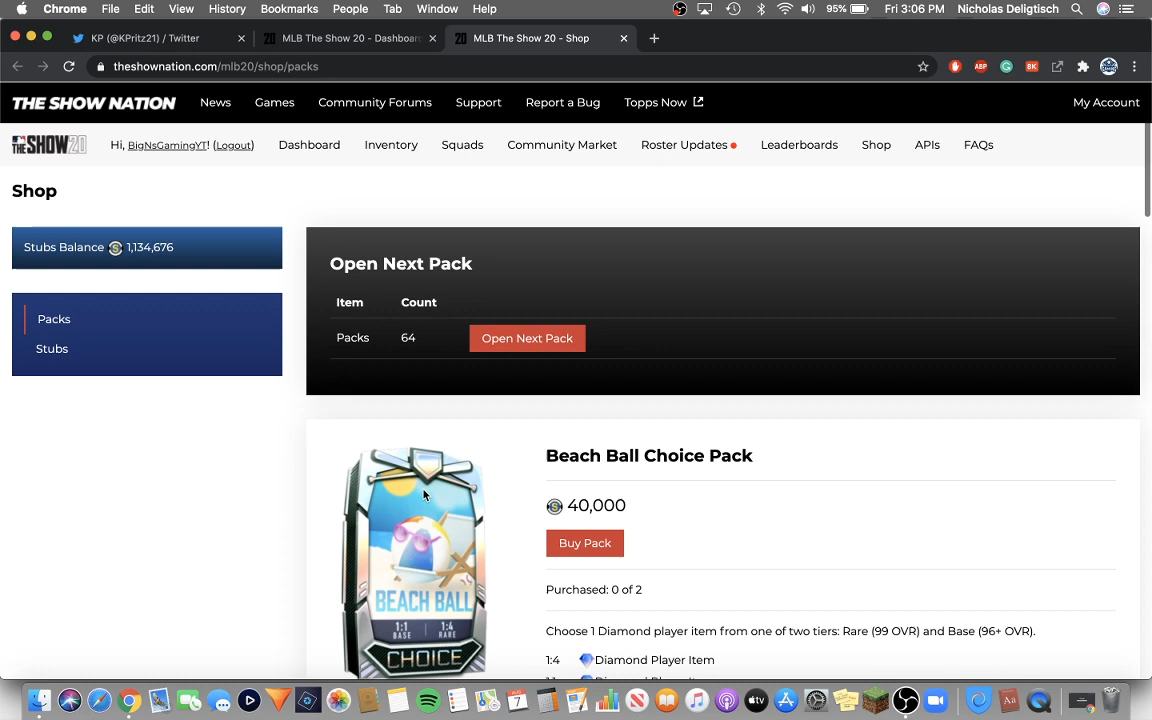 Chrome File Edit View History Bookmarks People Tab Window Help 95% Fri 3:06 PM Nicholas Deligtisch
KP (@KPritz21) / Twitter MLB The Show 20 - Dashboar MLB The Show 20 - Shop
theshownation.com/mlb20/shop/packs
THE SHOW NATION News Games Community Forums Support Report a Bug Topps Now My Account
THE SHOW 20 Hi, BigNsGamingYT! (Logout) Dashboard Inventory Squads Community Market Roster Updates Leaderboards Shop APIs FAQs
Shop
Stubs Balance 1,134,676
Packs
Stubs
Open Next Pack
Item Count
Packs 64 Open Next Pack
BEACH BALL
1:1 BASE 1:4 RARE
CHOICE
Beach Ball Choice Pack
40,000
Buy Pack
Purchased: 0 of 2
Choose 1 Diamond player item from one of two tiers: Rare (99 OVR) and Base (96+ OVR).
1:4 Diamond Player Item